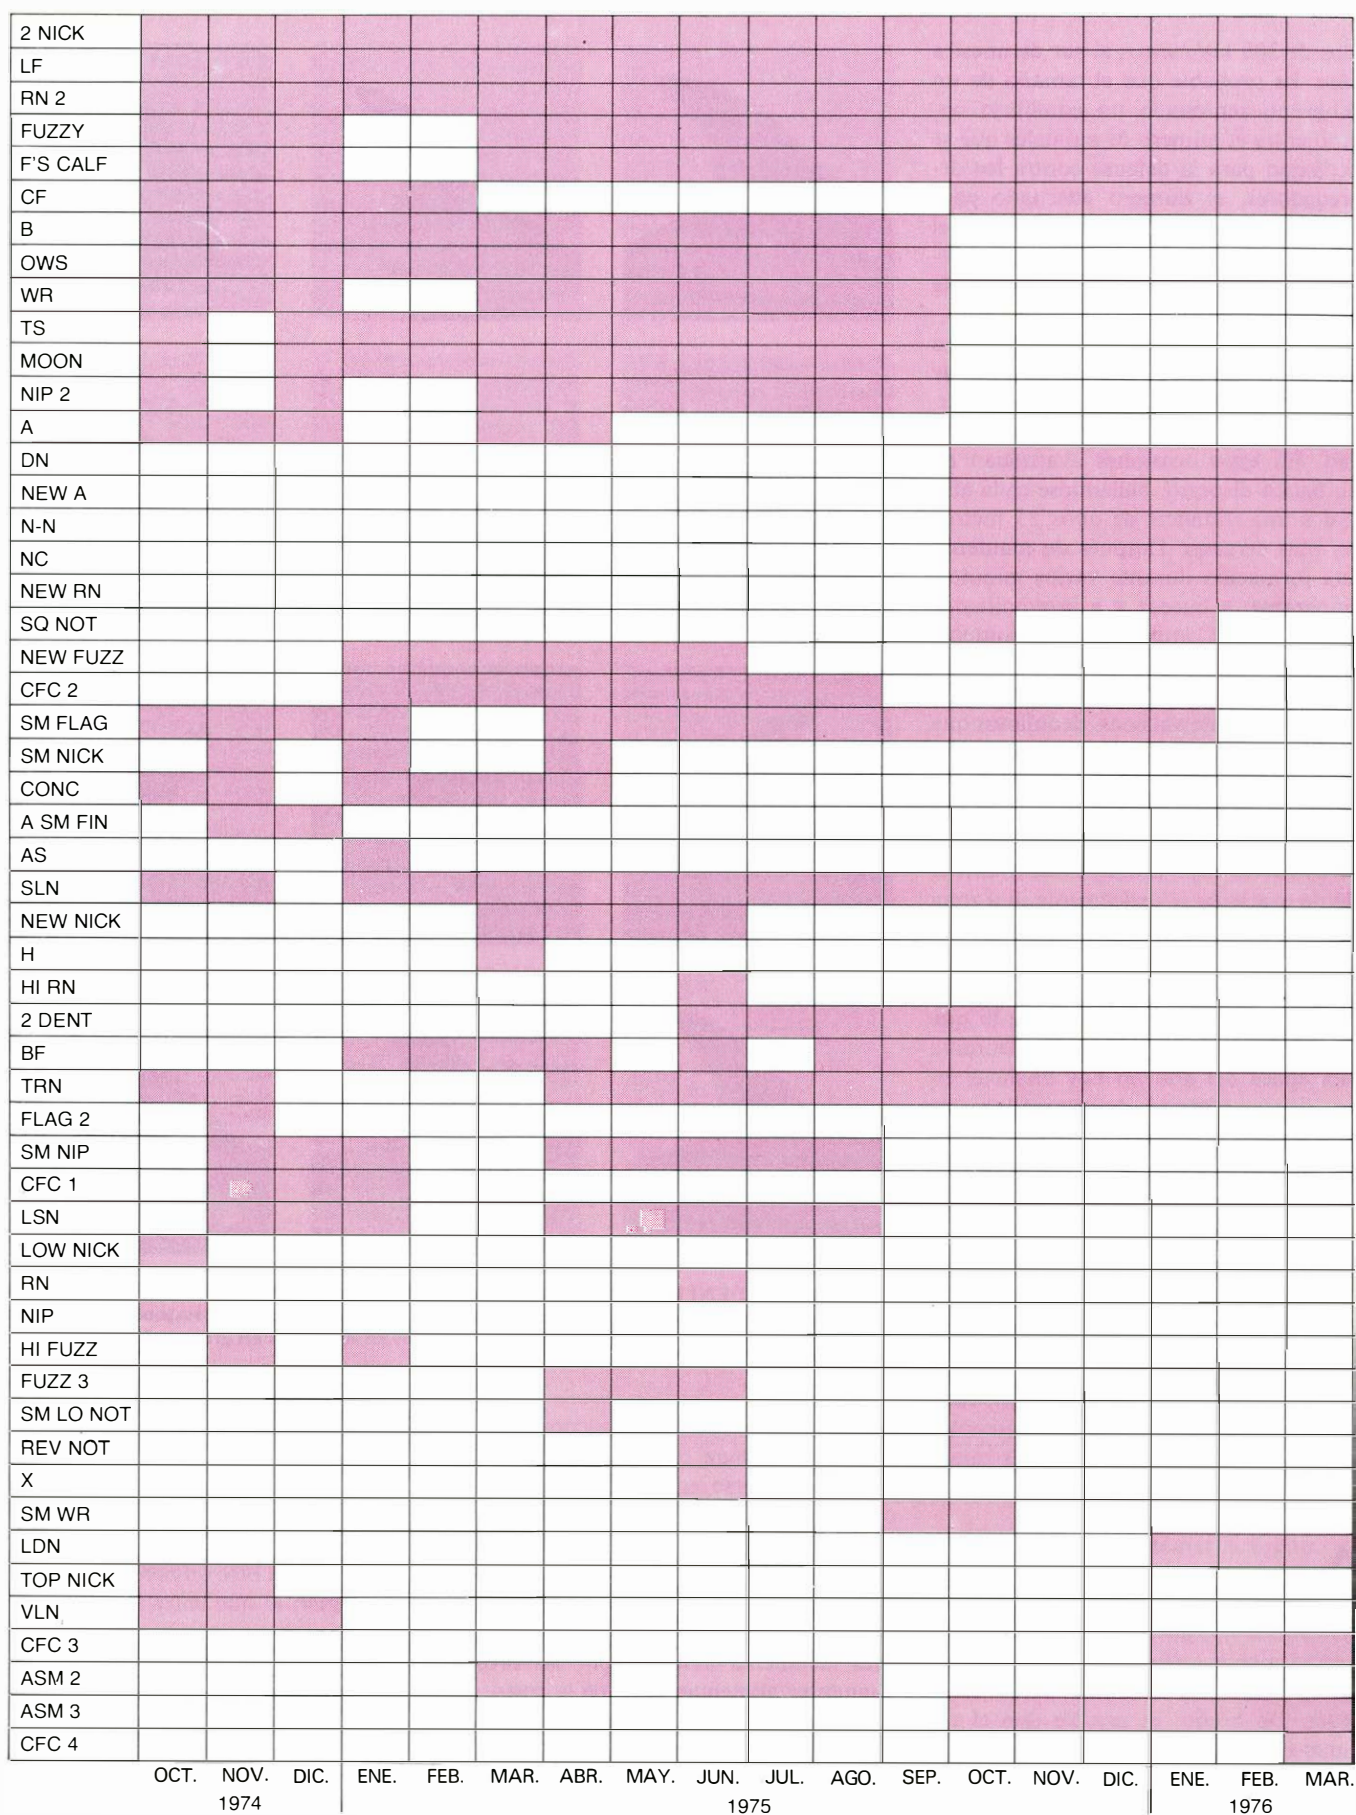 2 NICK
LF
RN 2
FUZZY
F'S CALF
CF
B
OWS
WR
TS
MOON
NIP 2
A
DN
NEW A
N-N
NC
NEW RN
SQ NOT
NEW FUZZ
CFC 2
SM FLAG
SM NICK
CONC
A SM FIN
AS
SLN
NEW NICK
H
HI RN
2 DENT
BF
TRN
FLAG 2
SM NIP
CFC 1
LSN
LOW NICK
RN
NIP
HI FUZZ
FUZZ 3
SM LO NOT
REV NOT
X
SM WR
LDN
TOP NICK
VLN
CFC 3
ASM 2
ASM 3
CFC 4
OCT. NOV. DIC. ENE. FEB. MAR. ABR. MAY. JUN. JUL. AGO. SEP. OCT. NOV. DIC. ENE. FEB. MAR.
1974 1975 1976